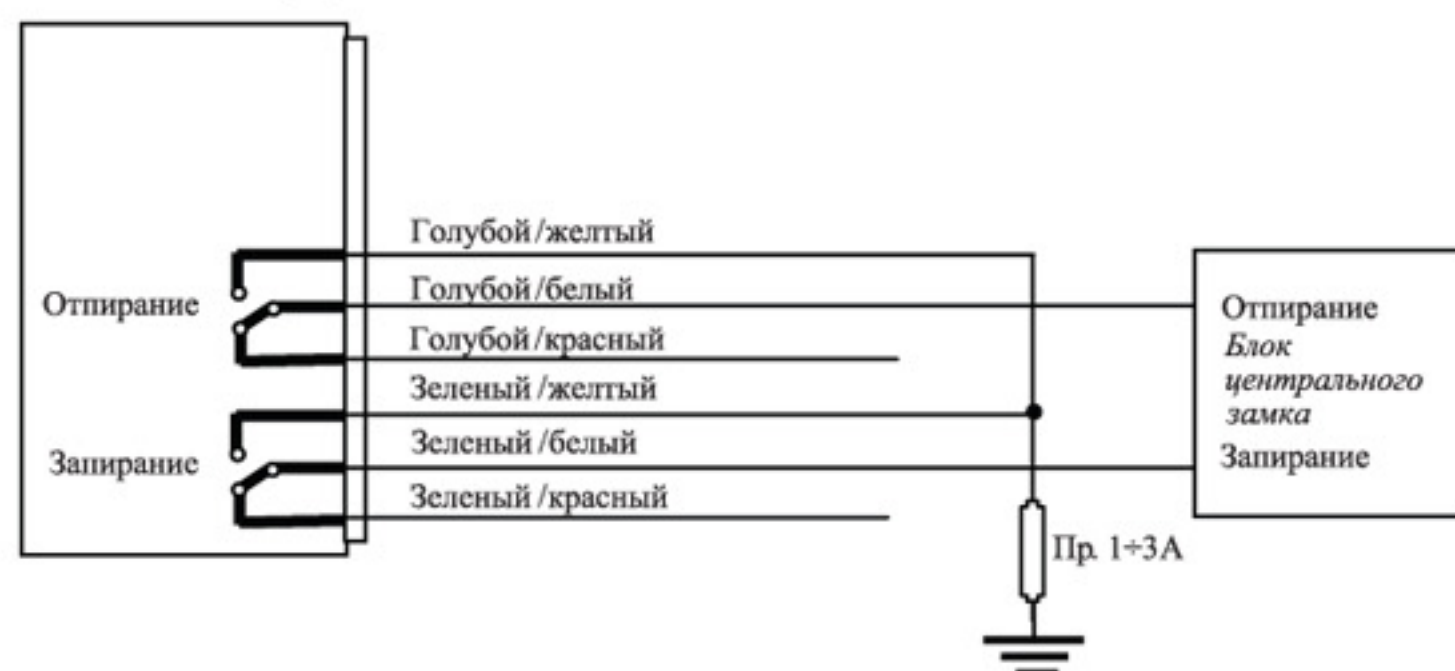 Голубой/желтый
Отпирание
Голубой/белый
Голубой/красный
Зеленый/желтый
Запирание
Зеленый/белый
Зеленый/красный
Отпирание
Блок
центрального
замка
Запирание
Пр. 1÷3А